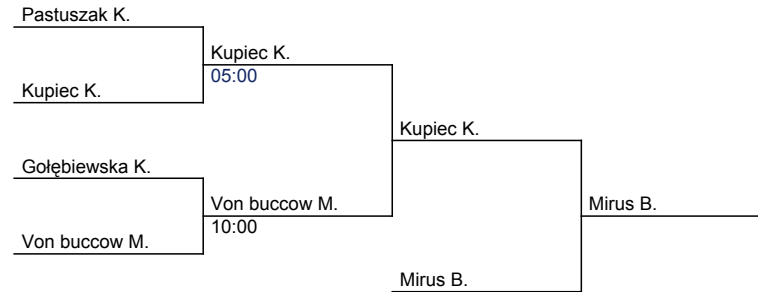 Pastuszak K.
Kupiec K.
05:00
Kupiec K.
Kupiec K.
Gołębiewska K.
Von buccow M.
Mirus B.
10:00
Von buccow M.
Mirus B.